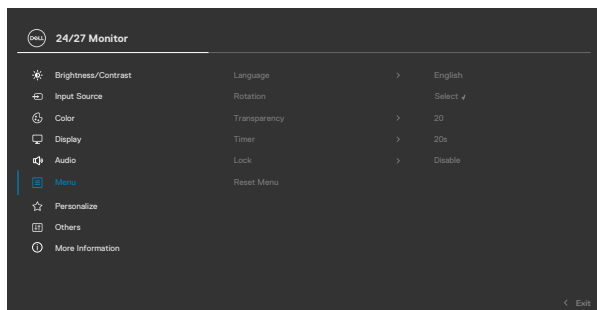 DELL 24/27 Monitor
Brightness/Contrast Language > English
Input Source Rotation Select
Color Transparency > 20
Display Timer > 20s
Audio Lock > Disable
Menu Reset Menu
Personalize
Others
More Information
< Exit